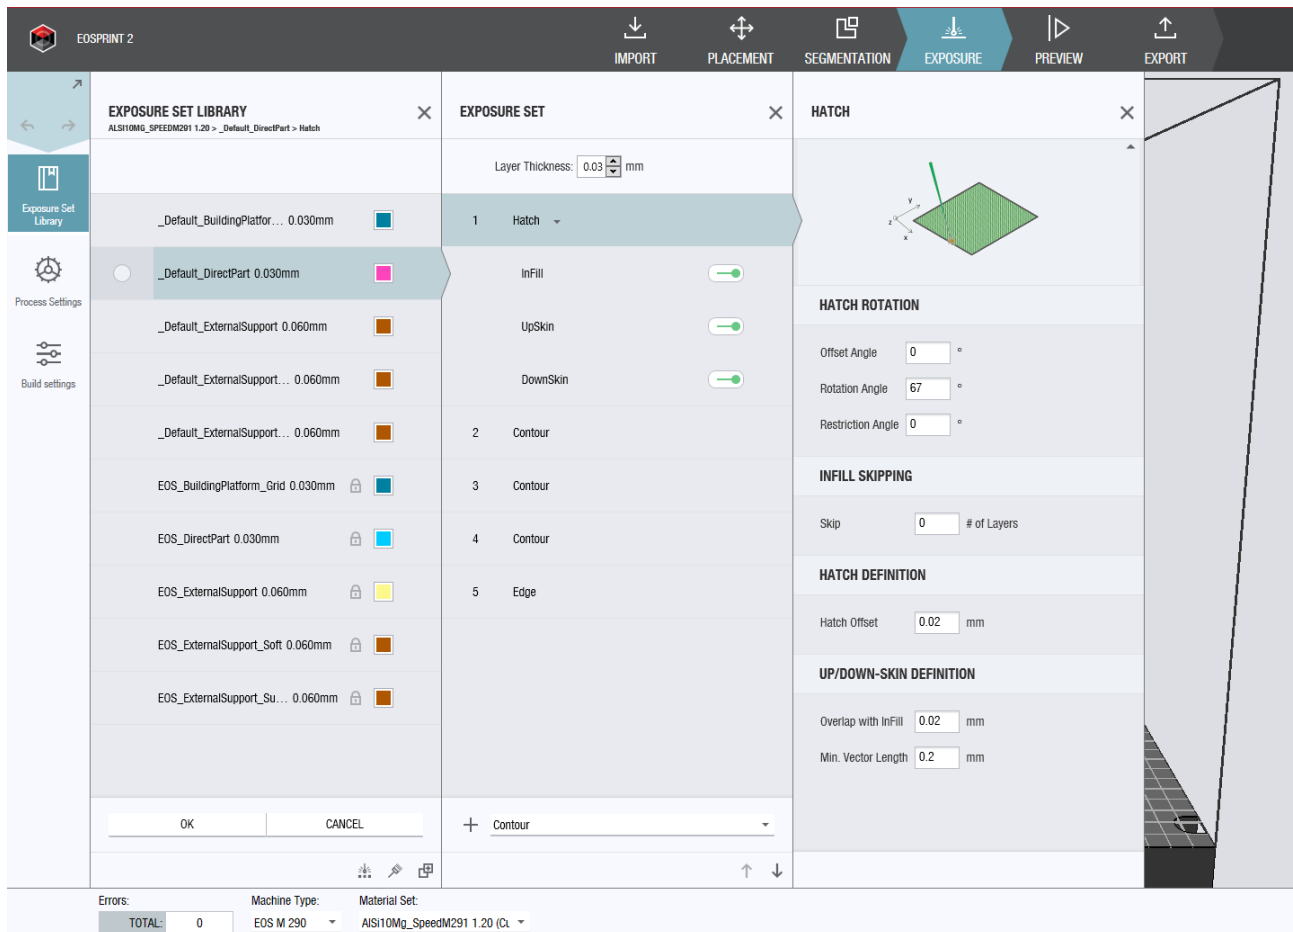 EOSPRINT 2
IMPORT
PLACEMENT
SEGMENTATION
EXPOSURE
PREVIEW
EXPORT
Exposure Set
Library
Process Settings
Build settings
EXPOSURE SET LIBRARY
ALSI10MG_SPEEDM291 1.20 > _Default_DirectPart > Hatch
_Default_BuildingPlatfor... 0.030mm
_Default_DirectPart 0.030mm
_Default_ExternalSupport 0.060mm
_Default_ExternalSupport... 0.060mm
_Default_ExternalSupport... 0.060mm
EOS_BuildingPlatform_Grid 0.030mm
EOS_DirectPart 0.030mm
EOS_ExternalSupport 0.060mm
EOS_ExternalSupport_Soft 0.060mm
EOS_ExternalSupport_Su... 0.060mm
OK
CANCEL
EXPOSURE SET
Layer Thickness: 0.03 mm
1 Hatch
InFill
UpSkin
DownSkin
2 Contour
3 Contour
4 Contour
5 Edge
Contour
HATCH
y
z
x
HATCH ROTATION
Offset Angle 0 °
Rotation Angle 67 °
Restriction Angle 0 °
INFILL SKIPPING
Skip 0 # of Layers
HATCH DEFINITION
Hatch Offset 0.02 mm
UP/DOWN-SKIN DEFINITION
Overlap with InFill 0.02 mm
Min. Vector Length 0.2 mm
Errors:
TOTAL: 0
Machine Type:
EOS M 290
Material Set:
AlSi10Mg_SpeedM291 1.20 (Cu